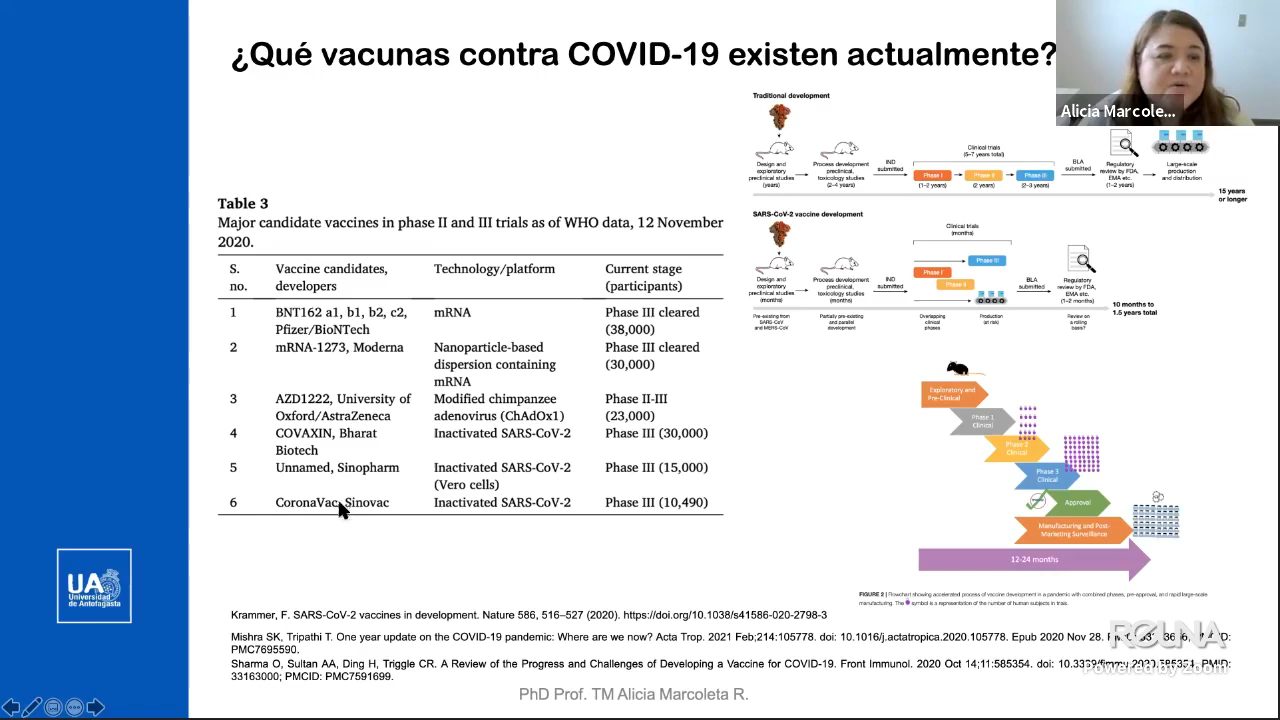 ¿Qué vacunas contra COVID-19 existen actualmente?
Alicia Marcole...
Table 3
Major candidate vaccines in phase II and III trials as of WHO data, 12 November
2020.
S. no.
Vaccine candidates, developers
Technology/platform
Current stage (participants)
1
BNT162 a1, b1, b2, c2, Pfizer/BioNTech
mRNA
Phase III cleared (38,000)
2
mRNA-1273, Moderna
Nanoparticle-based dispersion containing mRNA
Phase III cleared (30,000)
3
AZD1222, University of Oxford/AstraZeneca
Modified chimpanzee adenovirus (ChAdOx1)
Phase II-III (23,000)
4
COVAXIN, Bharat Biotech
Inactivated SARS-CoV-2
Phase III (30,000)
5
Unnamed, Sinopharm
Inactivated SARS-CoV-2 (Vero cells)
Phase III (15,000)
6
CoronaVac, Sinovac
Inactivated SARS-CoV-2
Phase III (10,490)
Traditional development
Design and exploratory preclinical studies (years)
Process development preclinical, toxicology studies (2–4 years)
IND submitted
Clinical trials (5–7 years total)
Phase I
Phase II
Phase III
(1–2 years)
(2 years)
(2–3 years)
BLA submitted
Regulatory review by FDA, EMA etc. (1–2 years)
Large-scale production and distribution
15 years or longer
SARS-CoV-2 vaccine development
Design and exploratory preclinical studies (months)
Process development preclinical, toxicology studies (months)
IND submitted
Clinical trials (months)
Phase III
Phase I
Phase II
BLA submitted
Regulatory review by FDA, EMA etc. (1–2 months)
10 months to 1.5 years total
Pre-existing from SARS-CoV and MERS-CoV
Partially pre-existing and parallel development
Overlapping clinical phases
Production (at risk)
Review on a rolling basis?
Exploratory and Pre-Clinical
Phase 1 Clinical
Phase 2 Clinical
Phase 3 Clinical
Approval
Manufacturing and Post-Marketing Surveillance
12-24 months
FIGURE 2 | Flowchart showing accelerated process of vaccine development in a pandemic with combined phases, pre-approval, and rapid large-scale
manufacturing. The symbol is a representation of the number of human subjects in trials.
UA
Universidad
de Antofagasta
Krammer, F. SARS-CoV-2 vaccines in development. Nature 586, 516–527 (2020). https://doi.org/10.1038/s41586-020-2798-3
Mishra SK, Tripathi T. One year update on the COVID-19 pandemic: Where are we now? Acta Trop. 2021 Feb;214:105778. doi: 10.1016/j.actatropica.2020.105778. Epub 2020 Nov 28. PMCID:
PMC7695590.
Sharma O, Sultan AA, Ding H, Triggle CR. A Review of the Progress and Challenges of Developing a Vaccine for COVID-19. Front Immunol. 2020 Oct 14;11:585354. doi: PMID:
33163000; PMCID: PMC7591699.
Powered by zoom
PhD Prof. TM Alicia Marcoleta R.